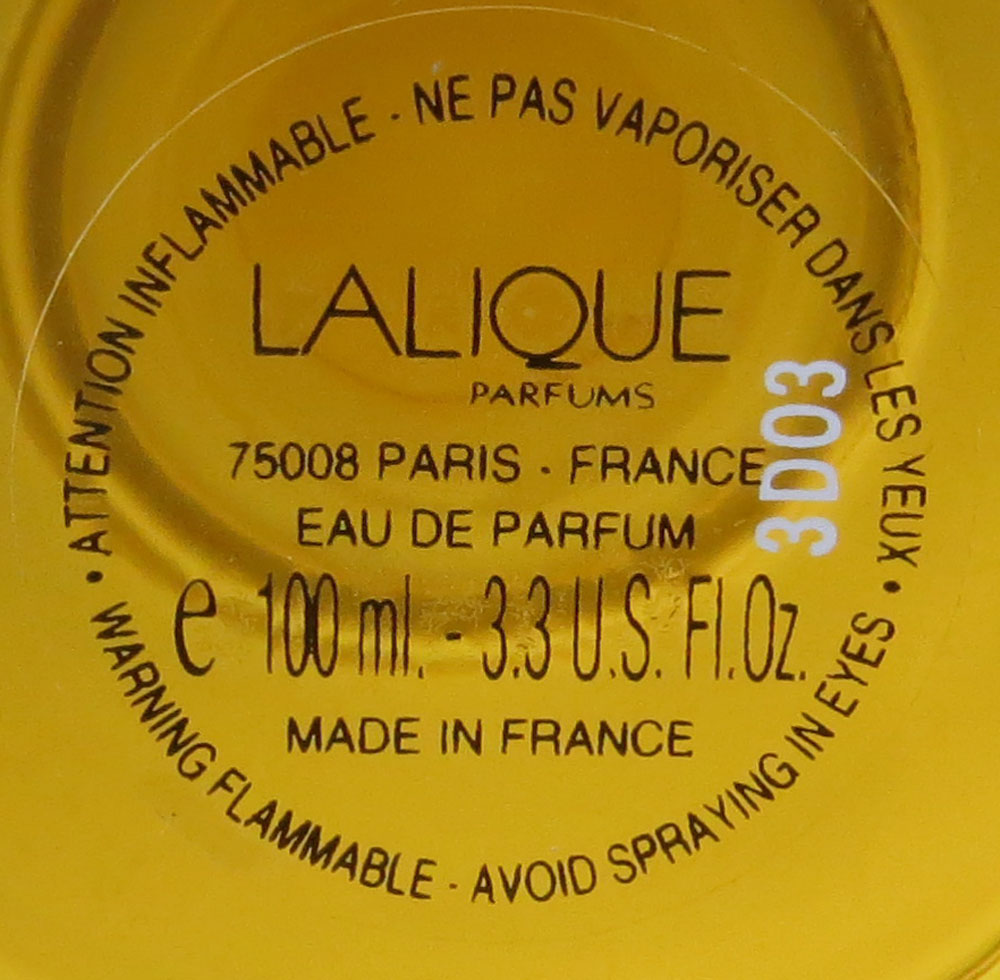 • ATTENTION INFLAMMABLE - NE PAS VAPORISER DANS LES YEUX •
LALIQUE
PARFUMS
75008 PARIS - FRANCE
EAU DE PARFUM
e 100 ml. - 3.3 U.S. Fl.Oz.
MADE IN FRANCE
WARNING FLAMMABLE - AVOID SPRAYING IN EYES
3D03